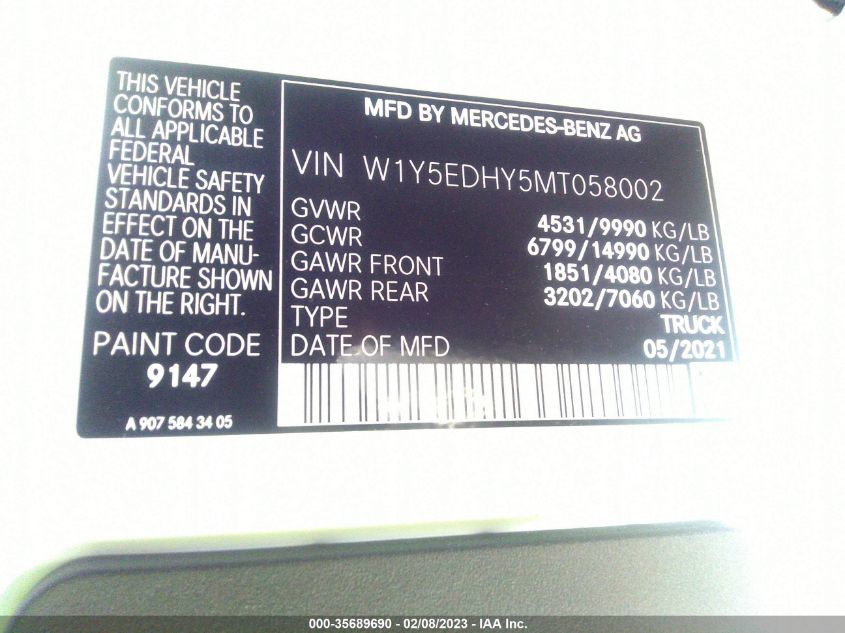 THIS VEHICLE
CONFORMS TO
ALL APPLICABLE
FEDERAL
VEHICLE SAFETY
STANDARDS IN
EFFECT ON THE
DATE OF MANU-
FACTURE SHOWN
ON THE RIGHT.
PAINT CODE
9147
A 907 584 34 05
MFD BY MERCEDES-BENZ AG
VIN W1Y5EDHY5MT058002
GVWR 4531/9990 KG/LB
GCWR 6799/14990 KG/LB
GAWR FRONT 1851/4080 KG/LB
GAWR REAR 3202/7060 KG/LB
TYPE TRUCK
DATE OF MFD 05/2021
000-35689690 - 02/08/2023 - IAA Inc.